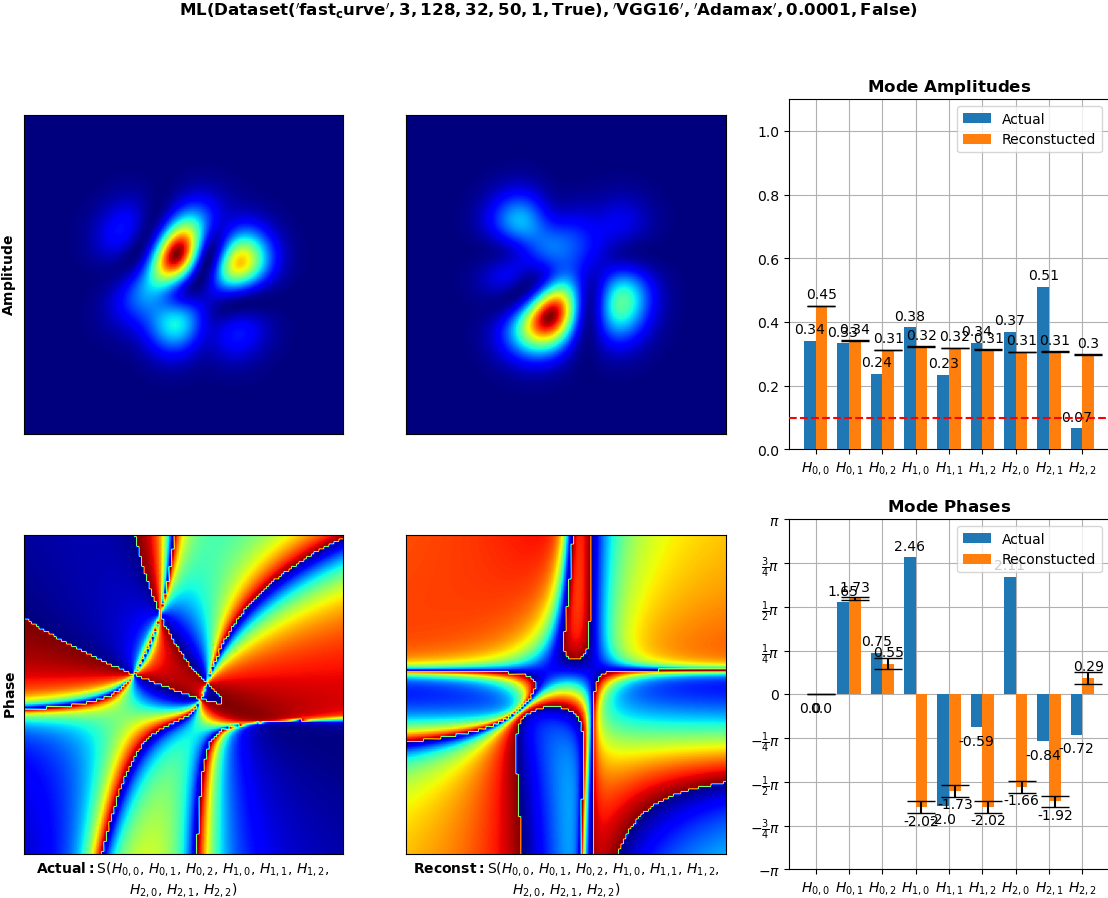 ML(Dataset('fast_curve', 3, 128, 32, 50, 1, True), 'VGG16', 'Adamax', 0.0001, False)
Amplitude
Mode Amplitudes
Actual
Reconstucted
1.0
0.8
0.6
0.4
0.2
0.0
0.34 0.45 0.33 0.34 0.24 0.31 0.38 0.32 0.23 0.32 0.34 0.31 0.37 0.31 0.51 0.31 0.07 0.3
H0,0 H0,1 H0,2 H1,0 H1,1 H1,2 H2,0 H2,1 H2,2
Phase
Actual: S(H0,0, H0,1, H0,2, H1,0, H1,1, H1,2,
H2,0, H2,1, H2,2)
Reconst: S(H0,0, H0,1, H0,2, H1,0, H1,1, H1,2,
H2,0, H2,1, H2,2)
Mode Phases
Actual
Reconstucted
π
3/4π
1/2π
1/4π
0
−1/4π
−1/2π
−3/4π
−π
0.0 0.0 1.65 1.73 0.75 0.55 2.46 -2.02 -2.0 -1.73 -0.59 -2.02 2.11 -1.66 -0.84 -1.92 -0.72 0.29
H0,0 H0,1 H0,2 H1,0 H1,1 H1,2 H2,0 H2,1 H2,2